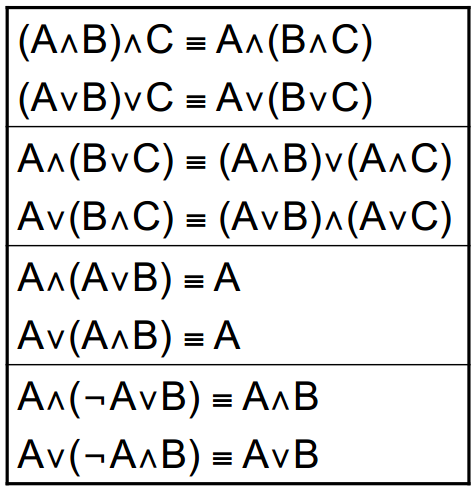 (A∧B)∧C ≡ A∧(B∧C)
(A∨B)∨C ≡ A∨(B∨C)
A∧(B∨C) ≡ (A∧B)∨(A∧C)
A∨(B∧C) ≡ (A∨B)∧(A∨C)
A∧(A∨B) ≡ A
A∨(A∧B) ≡ A
A∧(¬A∨B) ≡ A∧B
A∨(¬A∧B) ≡ A∨B